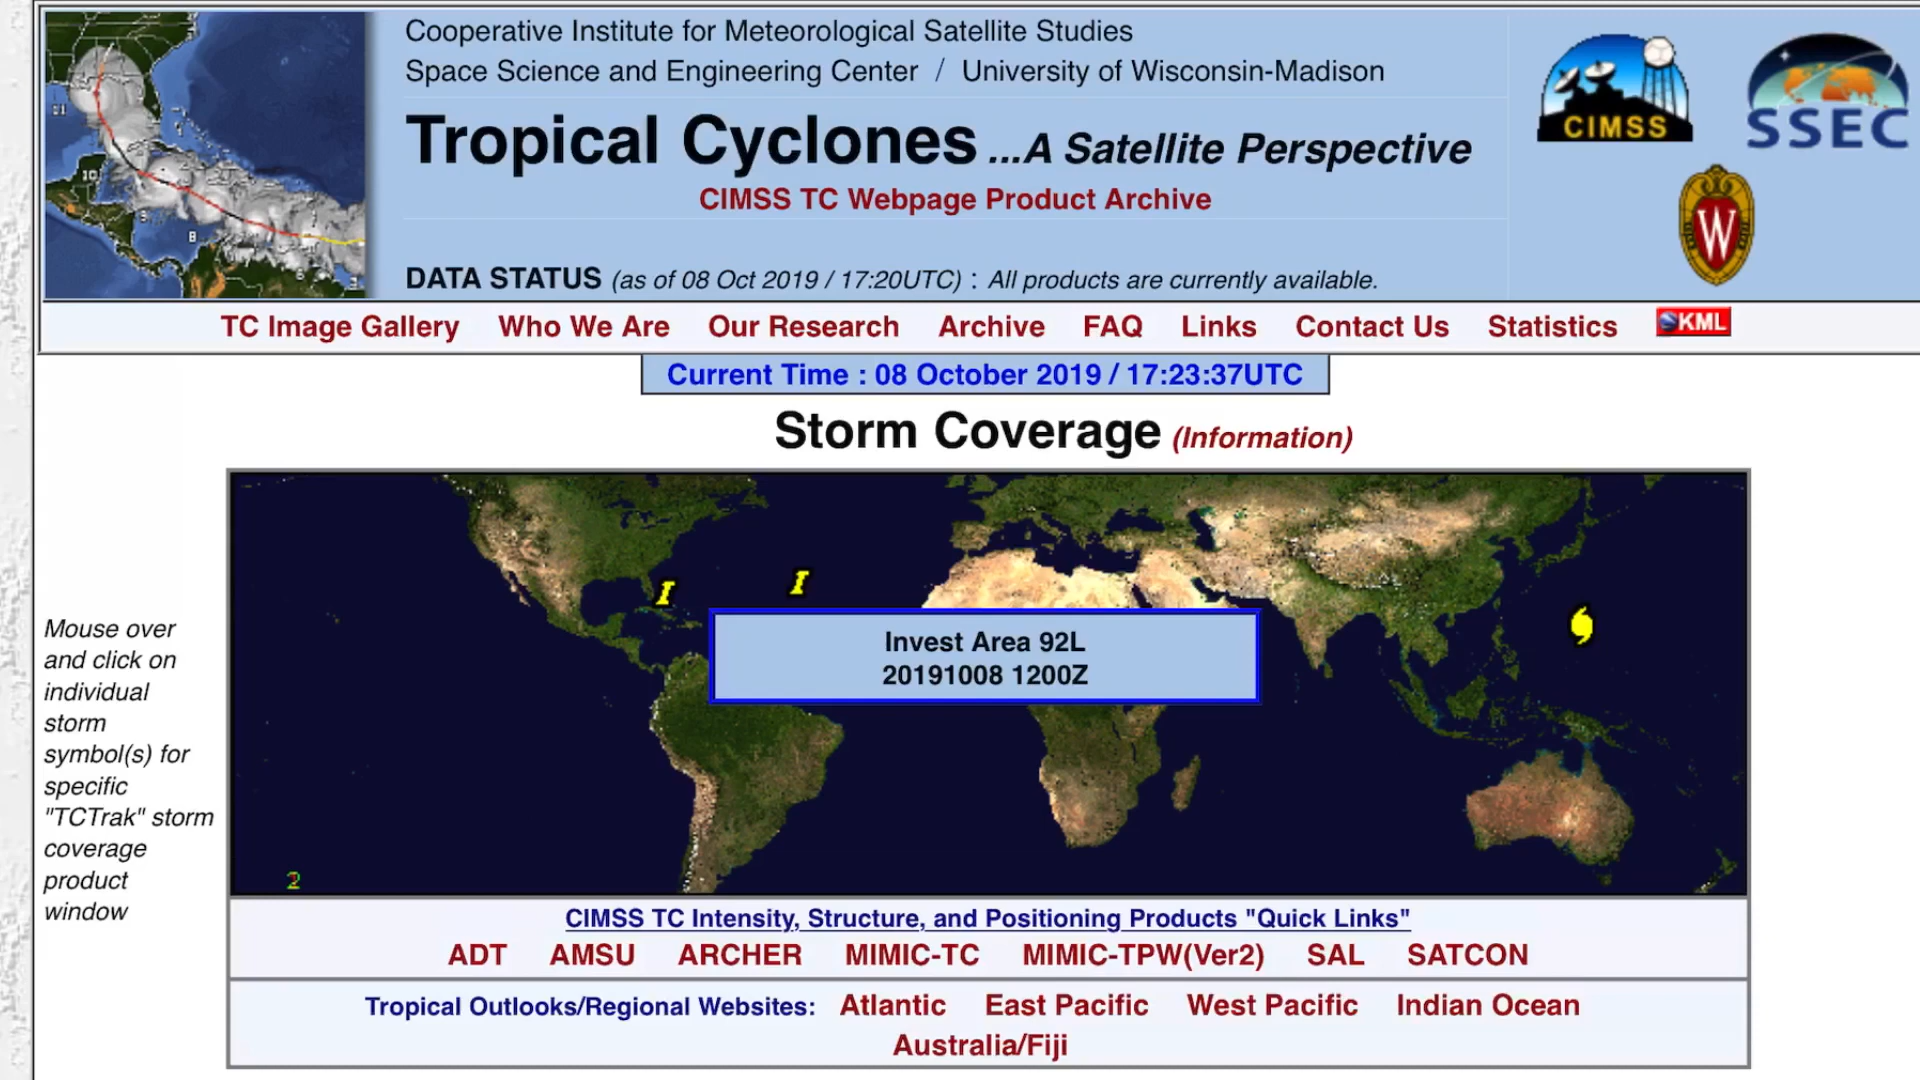 Cooperative Institute for Meteorological Satellite Studies
Space Science and Engineering Center / University of Wisconsin-Madison
Tropical Cyclones ...A Satellite Perspective
CIMSS TC Webpage Product Archive
DATA STATUS (as of 08 Oct 2019 / 17:20UTC) : All products are currently available.
CIMSS
SSEC
W
11
10
9
8
TC Image Gallery Who We Are Our Research Archive FAQ Links Contact Us Statistics KML
Current Time : 08 October 2019 / 17:23:37UTC
Storm Coverage (Information)
Mouse over
and click on
individual
storm
symbol(s) for
specific
"TCTrak" storm
coverage
product
window
I
I
Invest Area 92L
20191008 1200Z
2
CIMSS TC Intensity, Structure, and Positioning Products "Quick Links"
ADT AMSU ARCHER MIMIC-TC MIMIC-TPW(Ver2) SAL SATCON
Tropical Outlooks/Regional Websites: Atlantic East Pacific West Pacific Indian Ocean
Australia/Fiji